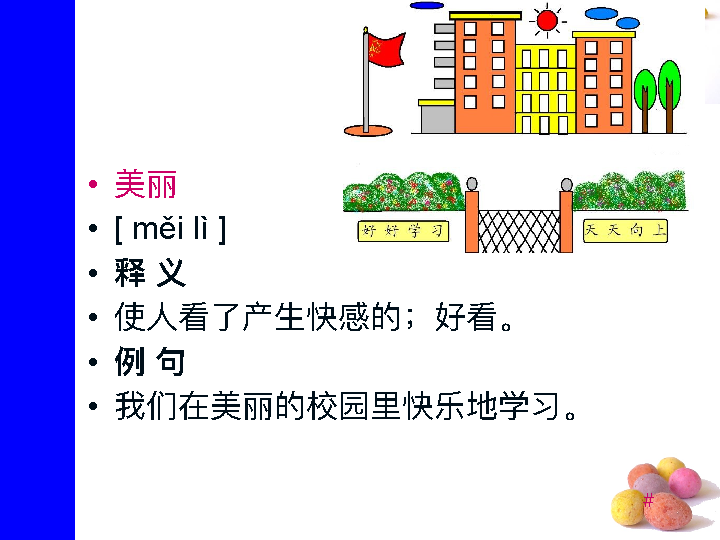 好好学习 天天向上
• 美丽
• [ měi lì ]
• 释 义
• 使人看了产生快感的；好看。
• 例 句
• 我们在美丽的校园里快乐地学习。
#